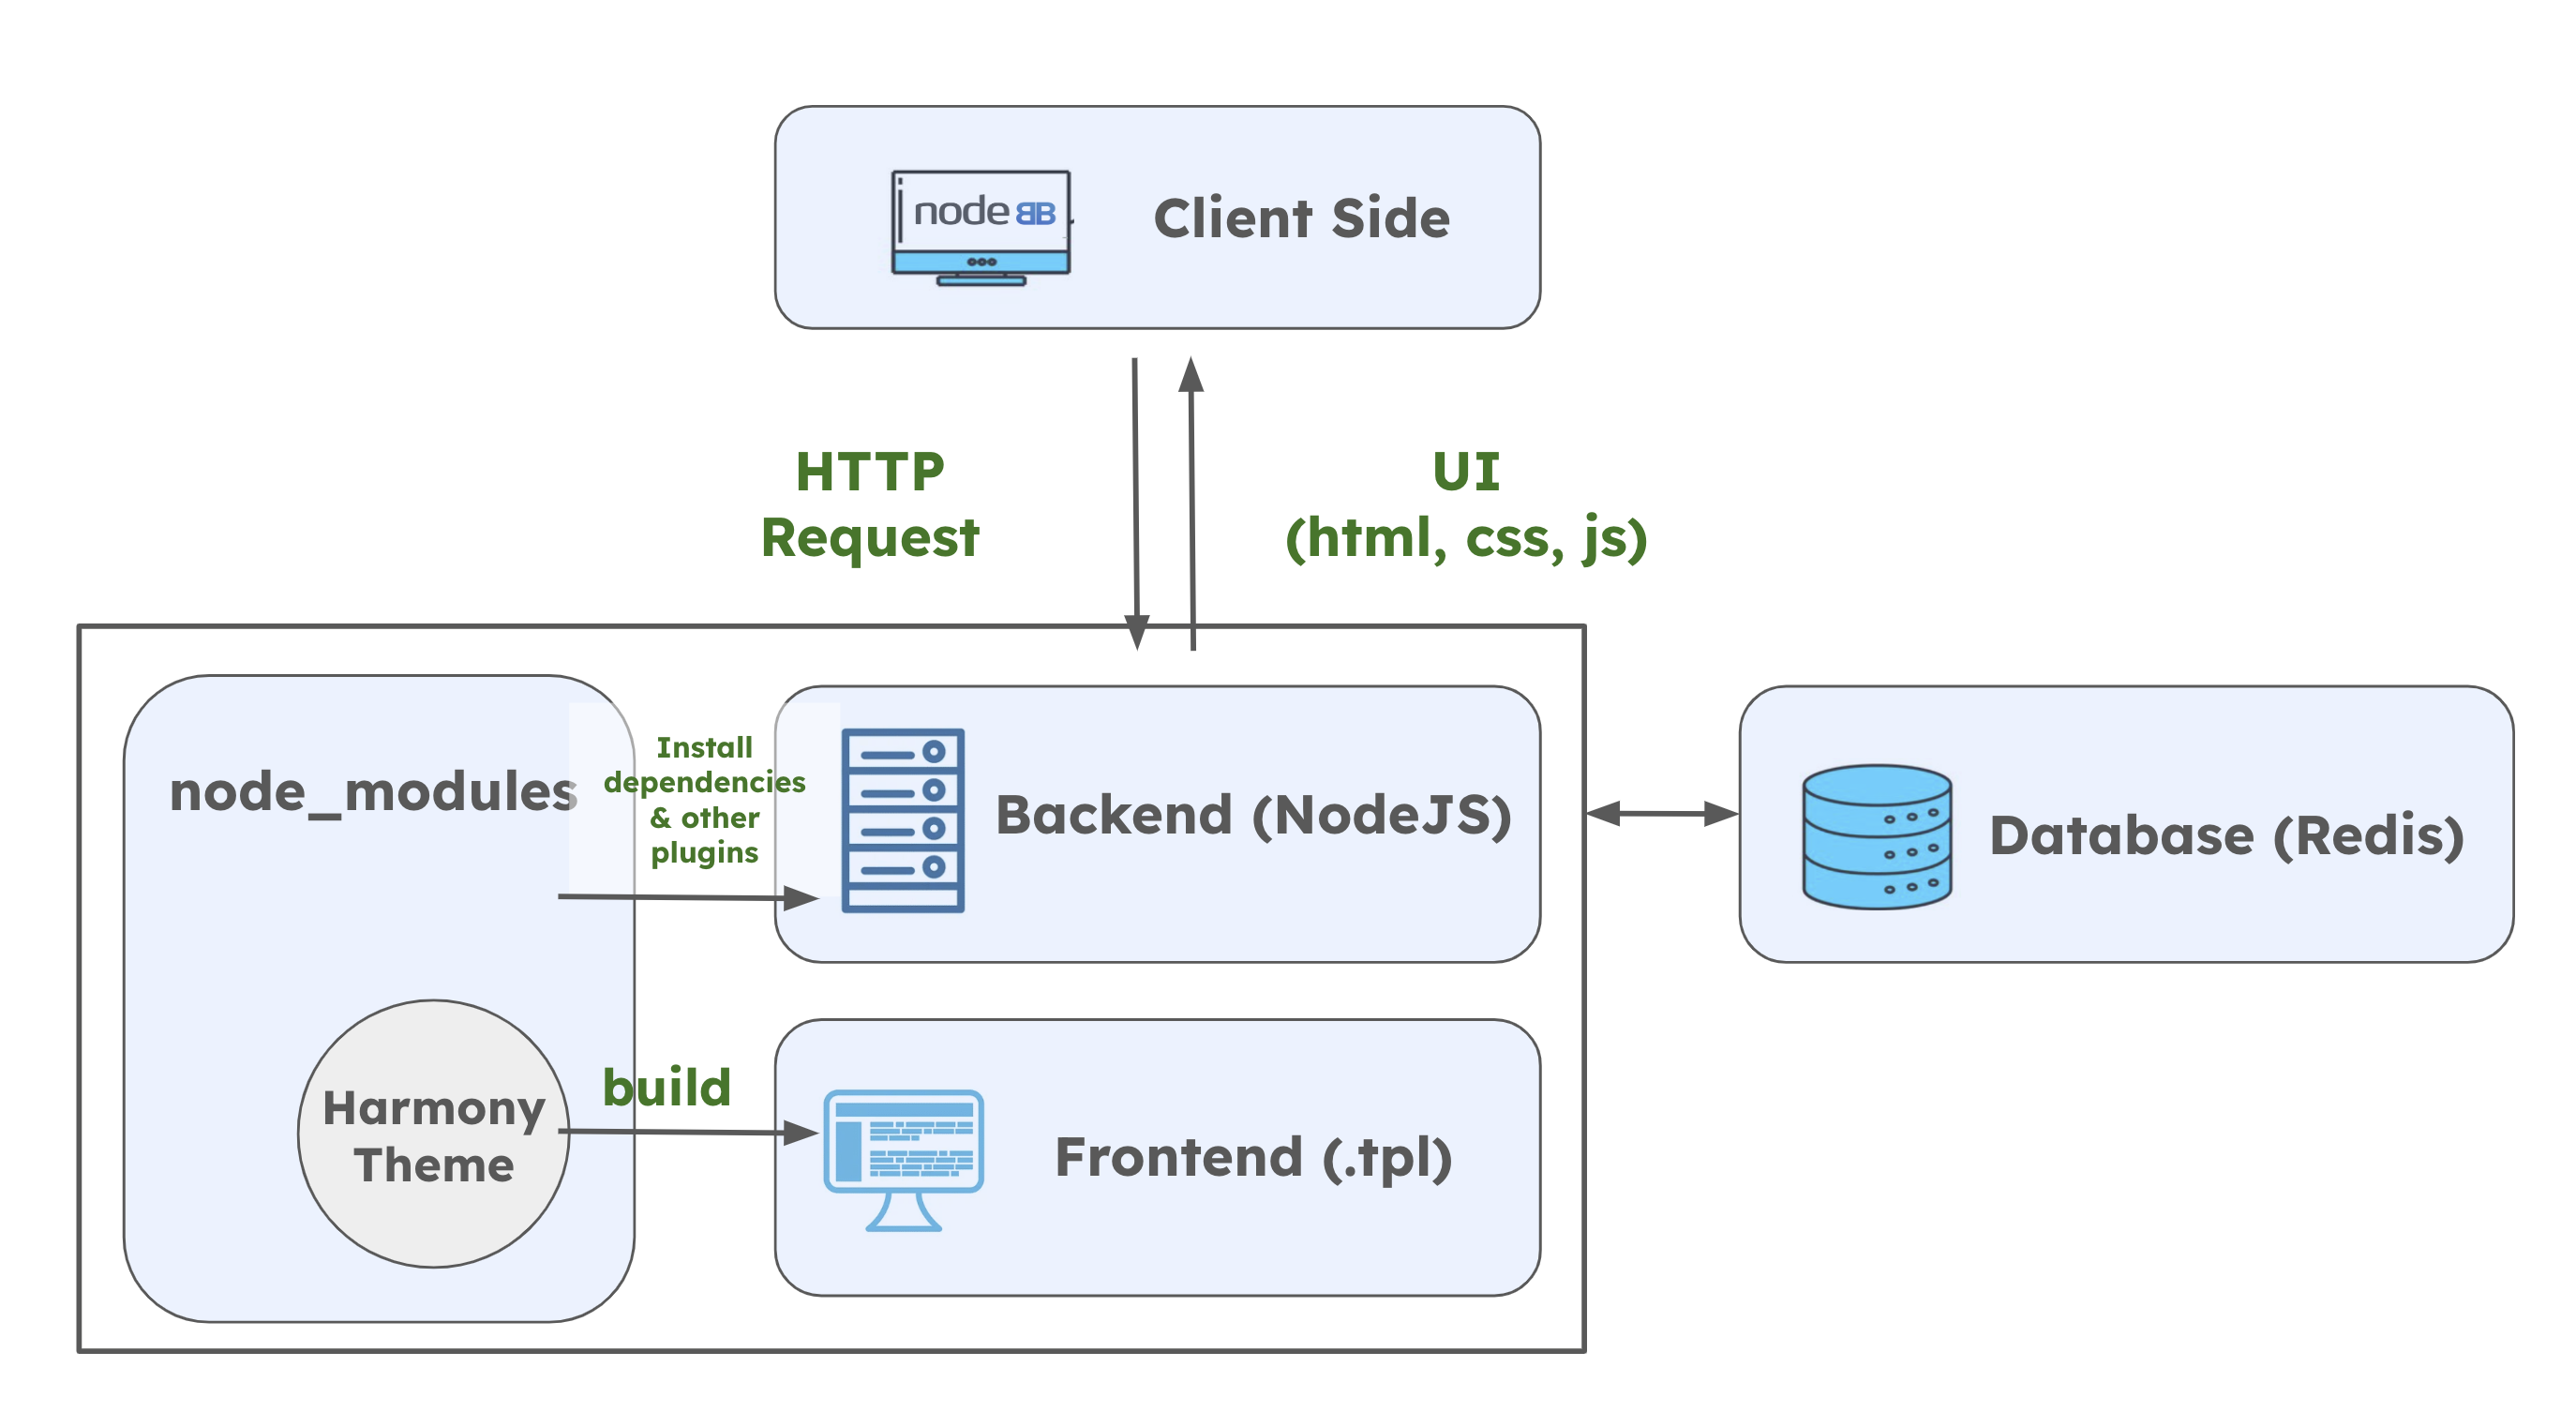 nodeBB
Client Side
HTTP
Request
UI
(html, css, js)
node_modules
Install
dependencies
& other
plugins
Backend (NodeJS)
Database (Redis)
Harmony
Theme
build
Frontend (.tpl)